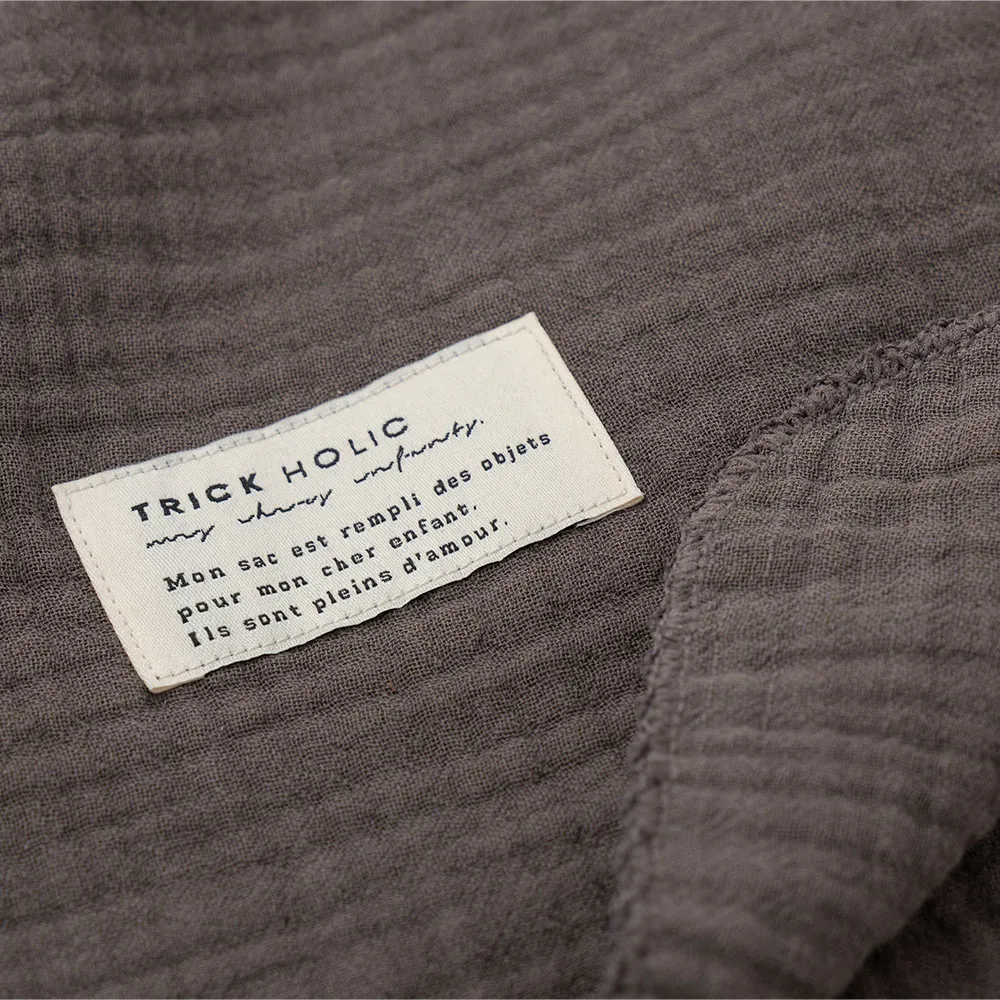 TRICK HOLIC
Mon sac est rempli des objets
pour mon cher enfant.
Ils sont pleins d'amour.